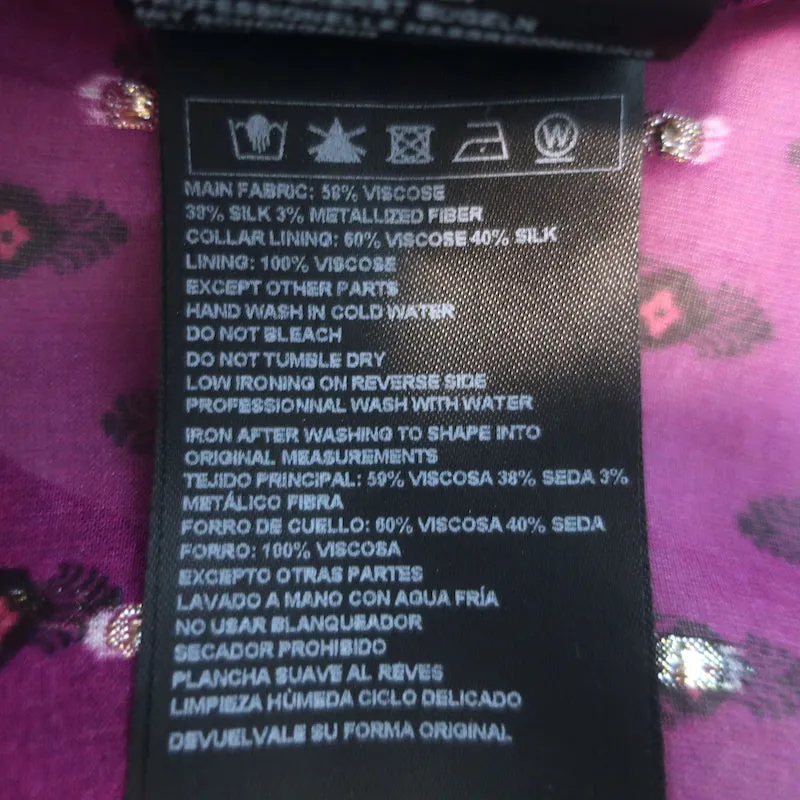 PROFESSIONELLE NASSREINIGUNG
W
MAIN FABRIC: 59% VISCOSE
38% SILK 3% METALLIZED FIBER
COLLAR LINING: 60% VISCOSE 40% SILK
LINING: 100% VISCOSE
EXCEPT OTHER PARTS
HAND WASH IN COLD WATER
DO NOT BLEACH
DO NOT TUMBLE DRY
LOW IRONING ON REVERSE SIDE
PROFESSIONNAL WASH WITH WATER
IRON AFTER WASHING TO SHAPE INTO
ORIGINAL MEASUREMENTS
TEJIDO PRINCIPAL: 59% VISCOSA 38% SEDA 3%
METÁLICO FIBRA
FORRO DE CUELLO: 60% VISCOSA 40% SEDA
FORRO: 100% VISCOSA
EXCEPTO OTRAS PARTES
LAVADO A MANO CON AGUA FRÍA
NO USAR BLANQUEADOR
SECADOR PROHIBIDO
PLANCHA SUAVE AL REVES
LIMPIEZA HÙMEDA CICLO DELICADO
DEVUELVALE SU FORMA ORIGINAL